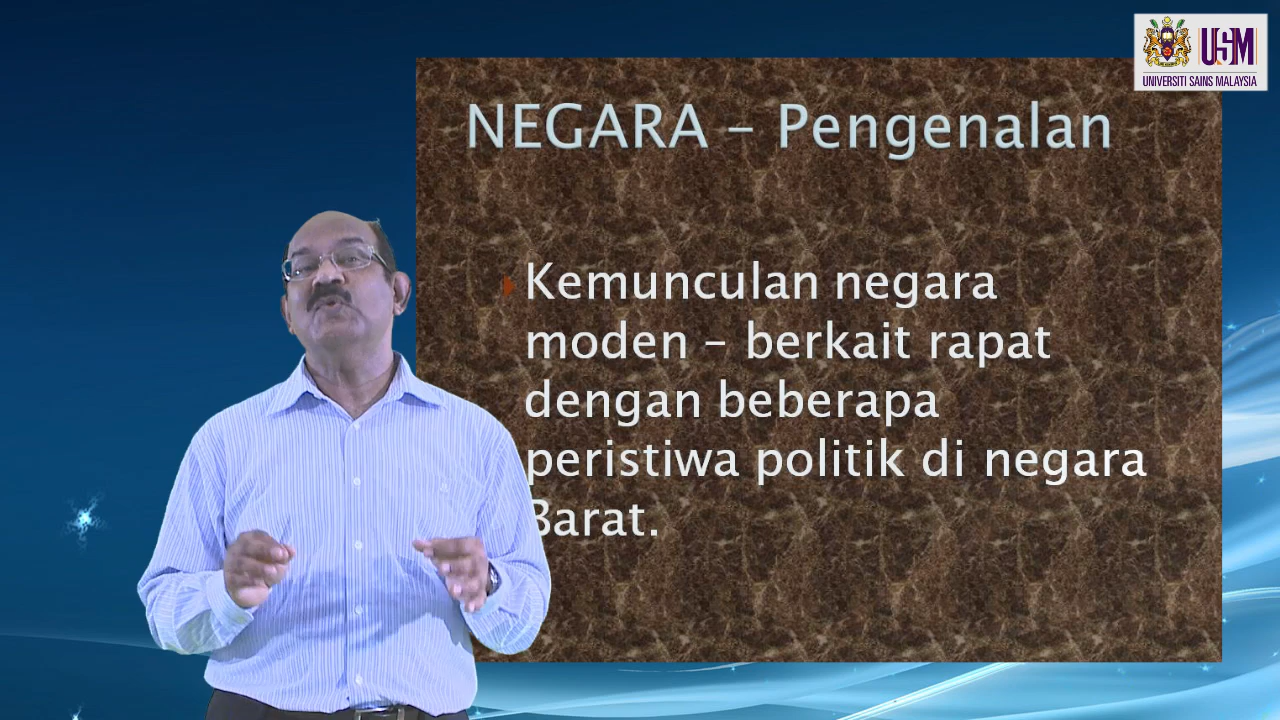 USM
UNIVERSITI SAINS MALAYSIA
NEGARA – Pengenalan
Kemunculan negara
moden – berkait rapat
dengan beberapa
peristiwa politik di negara
Barat.